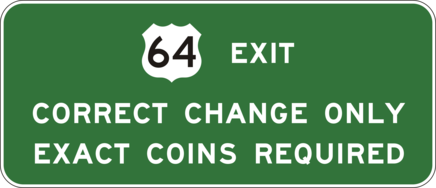 64 EXIT
CORRECT CHANGE ONLY
EXACT COINS REQUIRED